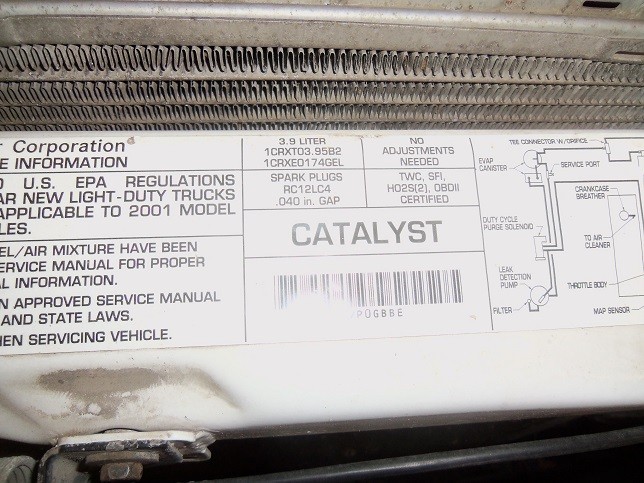 Corporation
E INFORMATION
U.S. EPA REGULATIONS
AR NEW LIGHT-DUTY TRUCKS
APPLICABLE TO 2001 MODEL
LES.
EL/AIR MIXTURE HAVE BEEN
ERVICE MANUAL FOR PROPER
AL INFORMATION.
N APPROVED SERVICE MANUAL
AND STATE LAWS.
HEN SERVICING VEHICLE.
3.9 LITER
1CRXT03.95B2
1CRXE0174GEL
NO
ADJUSTMENTS
NEEDED
SPARK PLUGS
RC12LC4
.040 in. GAP
TWC, SFI,
HO2S(2), OBDII
CERTIFIED
CATALYST
POGBBE
TEE CONNECTOR W/ORIFICE
EVAP
CANISTER
SERVICE PORT
CRANKCASE
BREATHER
DUTY CYCLE
PURGE SOLENOID
TO AIR
CLEANER
LEAK
DETECTION
PUMP
THROTTLE BODY
FILTER
MAP SENSOR